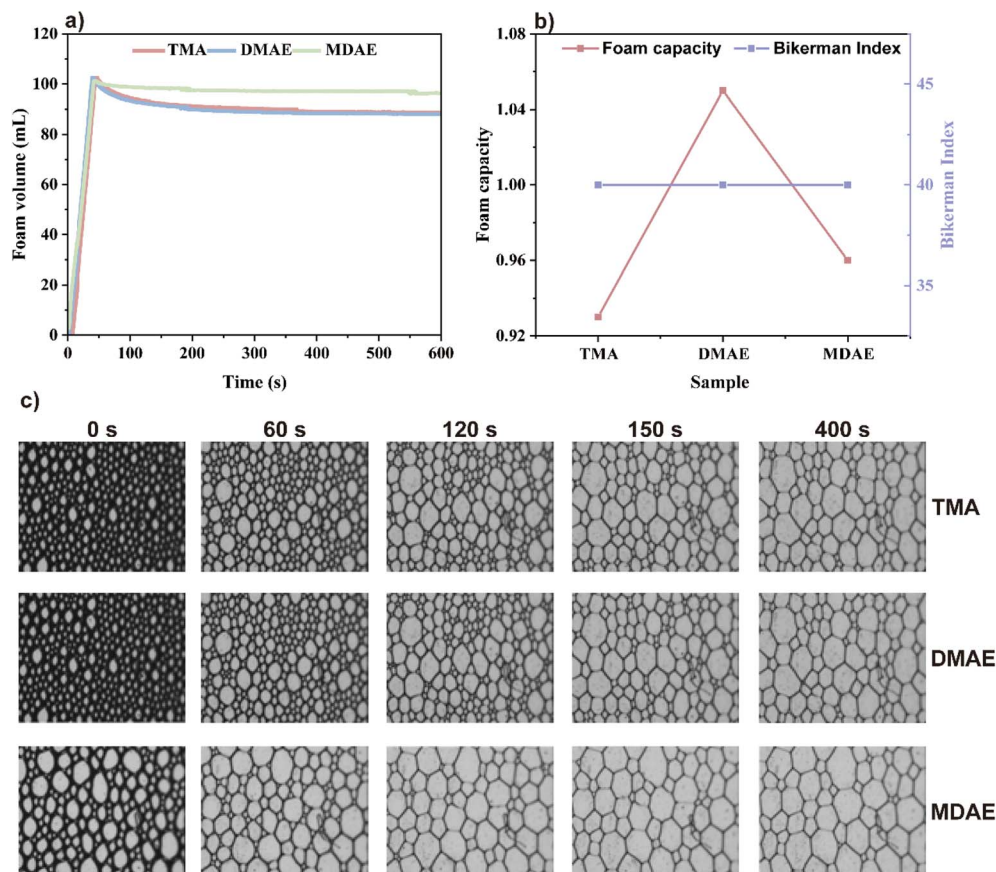 a)
TMA DMAE MDAE
120
100
80
60
40
20
0
Foam volume (mL)
0 100 200 300 400 500 600
Time (s)
b)
Foam capacity Bikerman Index
1.08
1.04
1.00
0.96
0.92
Foam capacity
45
40
35
Bikerman Index
TMA DMAE MDAE
Sample
c)
0 s 60 s 120 s 150 s 400 s
TMA
DMAE
MDAE